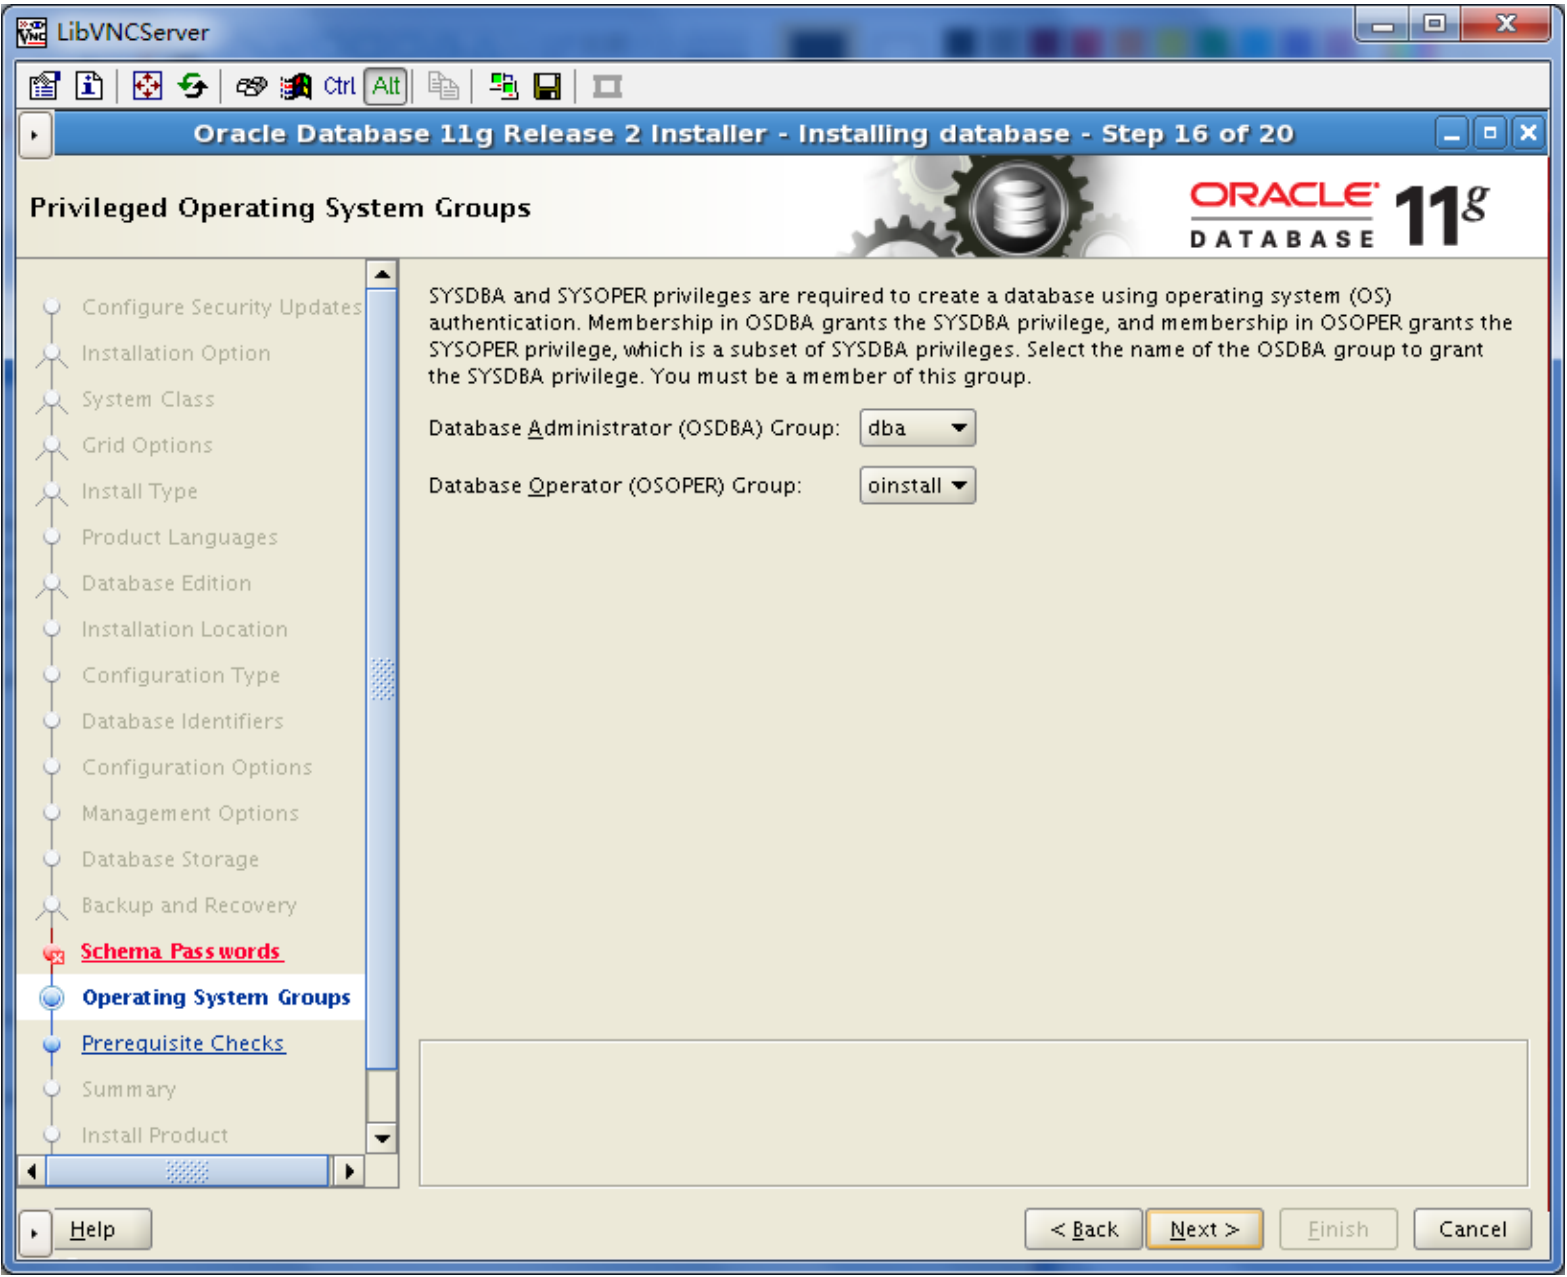 LibVNCServer
Ctrl Alt
Oracle Database 11g Release 2 Installer - Installing database - Step 16 of 20
Privileged Operating System Groups
ORACLE
DATABASE
11g
Configure Security Updates
Installation Option
System Class
Grid Options
Install Type
Product Languages
Database Edition
Installation Location
Configuration Type
Database Identifiers
Configuration Options
Management Options
Database Storage
Backup and Recovery
Schema Passwords
Operating System Groups
Prerequisite Checks
Summary
Install Product
SYSDBA and SYSOPER privileges are required to create a database using operating system (OS)
authentication. Membership in OSDBA grants the SYSDBA privilege, and membership in OSOPER grants the
SYSOPER privilege, which is a subset of SYSDBA privileges. Select the name of the OSDBA group to grant
the SYSDBA privilege. You must be a member of this group.
Database Administrator (OSDBA) Group: dba
Database Operator (OSOPER) Group: oinstall
Help
< Back Next > Finish Cancel